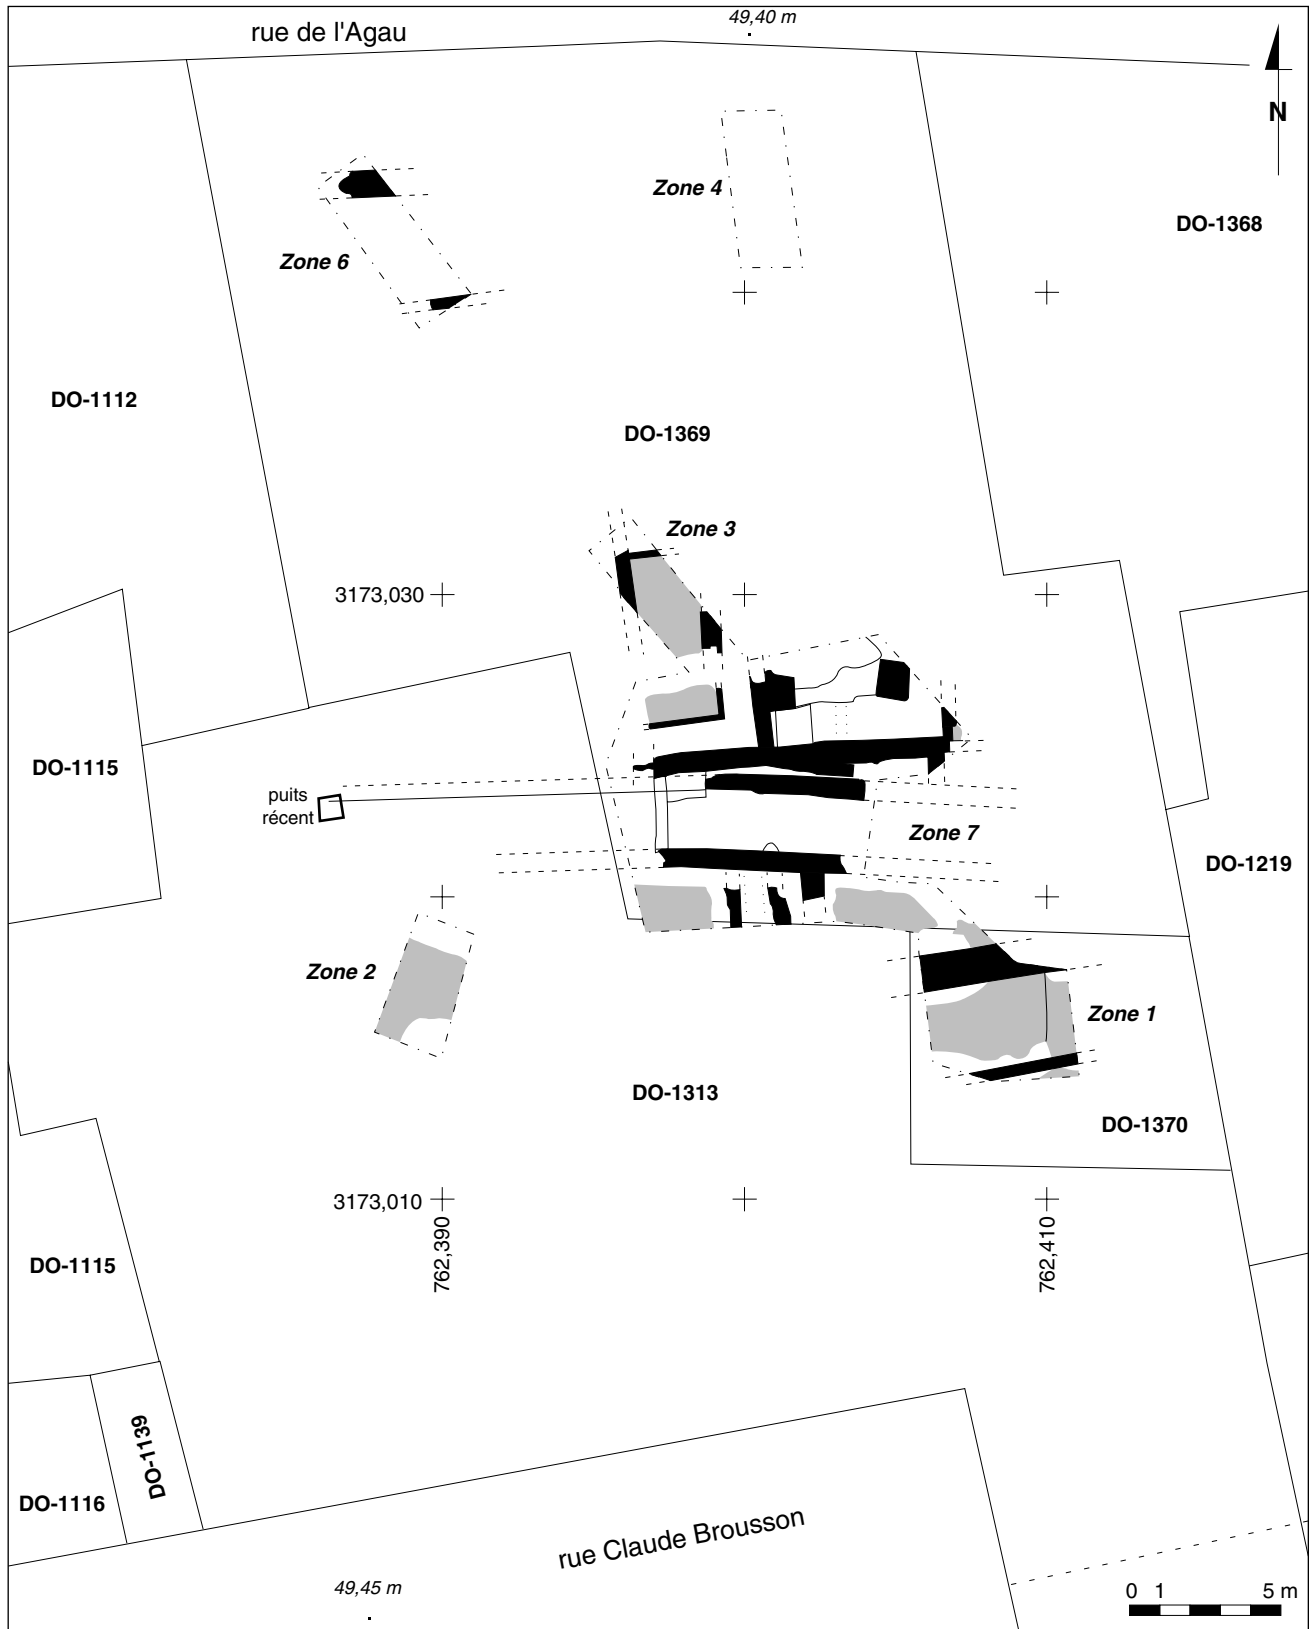 49,40 m
rue de l'Agau
N
Zone 4
DO-1368
Zone 6
DO-1112
DO-1369
Zone 3
3173,030
DO-1115
puits
récent
Zone 7
DO-1219
Zone 2
Zone 1
DO-1313
DO-1370
3173,010
762,390
762,410
DO-1115
DO-1139
DO-1116
rue Claude Brousson
49,45 m
0 1 5 m